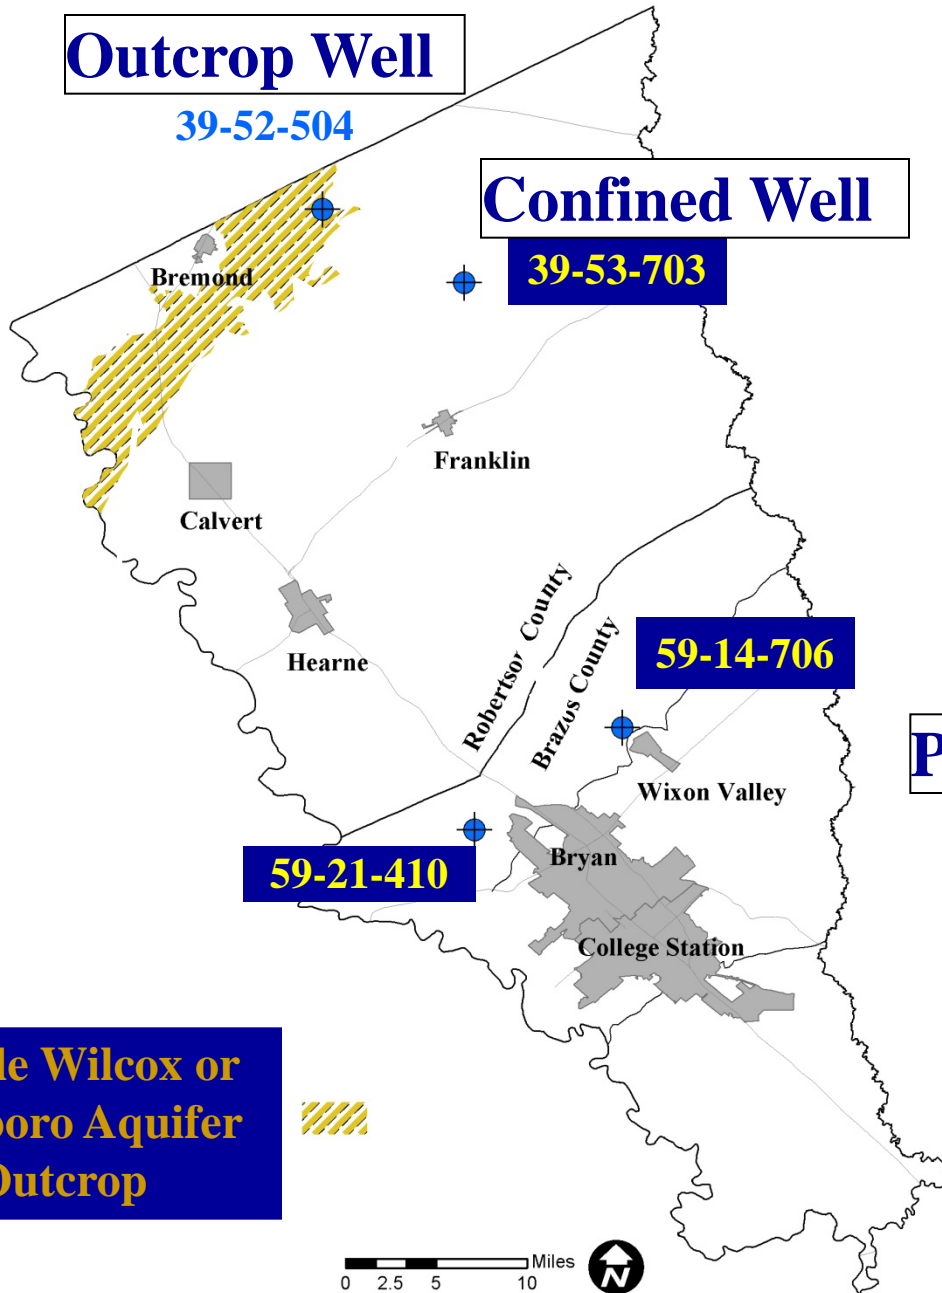 Outcrop Well
39-52-504
Confined Well
39-53-703
Bremond
Franklin
Calvert
Hearne
Robertson County
Brazos County
59-14-706
P
Wixon Valley
Bryan
59-21-410
College Station
le Wilcox or
boro Aquifer
Outcrop
Miles
0 2.5 5 10
N